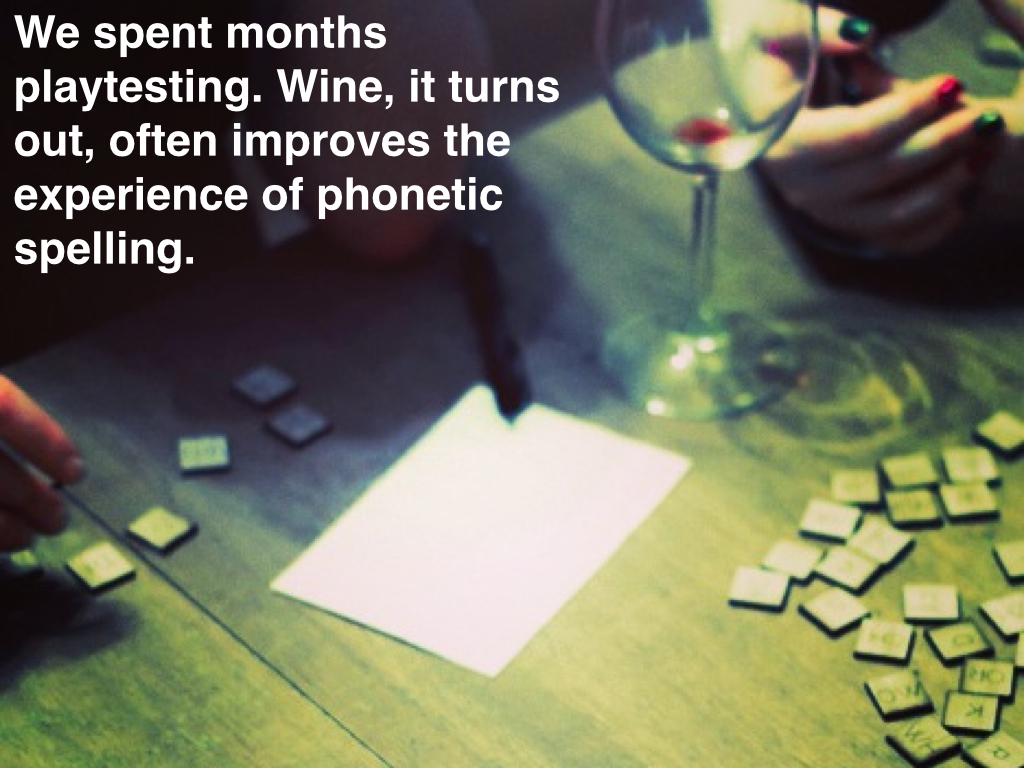 We spent months
playtesting. Wine, it turns
out, often improves the
experience of phonetic
spelling.
K